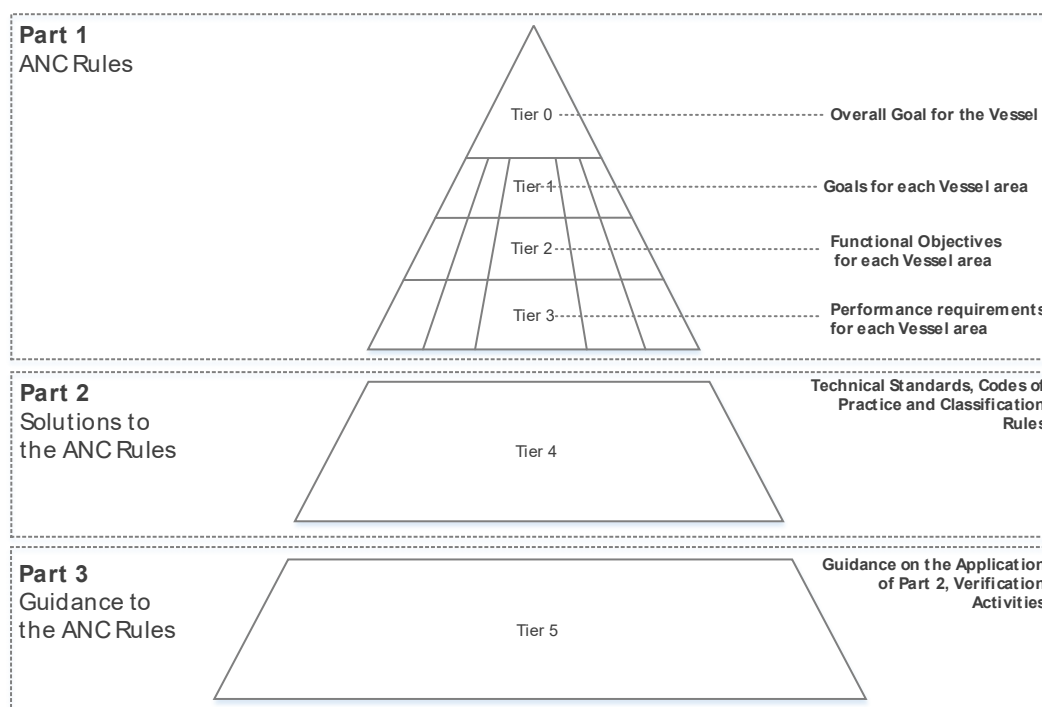 Part 1
ANC Rules
Tier 0
Overall Goal for the Vessel
Tier 1
Goals for each Vessel area
Tier 2
Functional Objectives
for each Vessel area
Tier 3
Performance requirements
for each Vessel area
Part 2
Solutions to
the ANC Rules
Technical Standards, Codes of
Practice and Classification
Rules
Tier 4
Part 3
Guidance to
the ANC Rules
Guidance on the Application
of Part 2, Verification
Activities
Tier 5